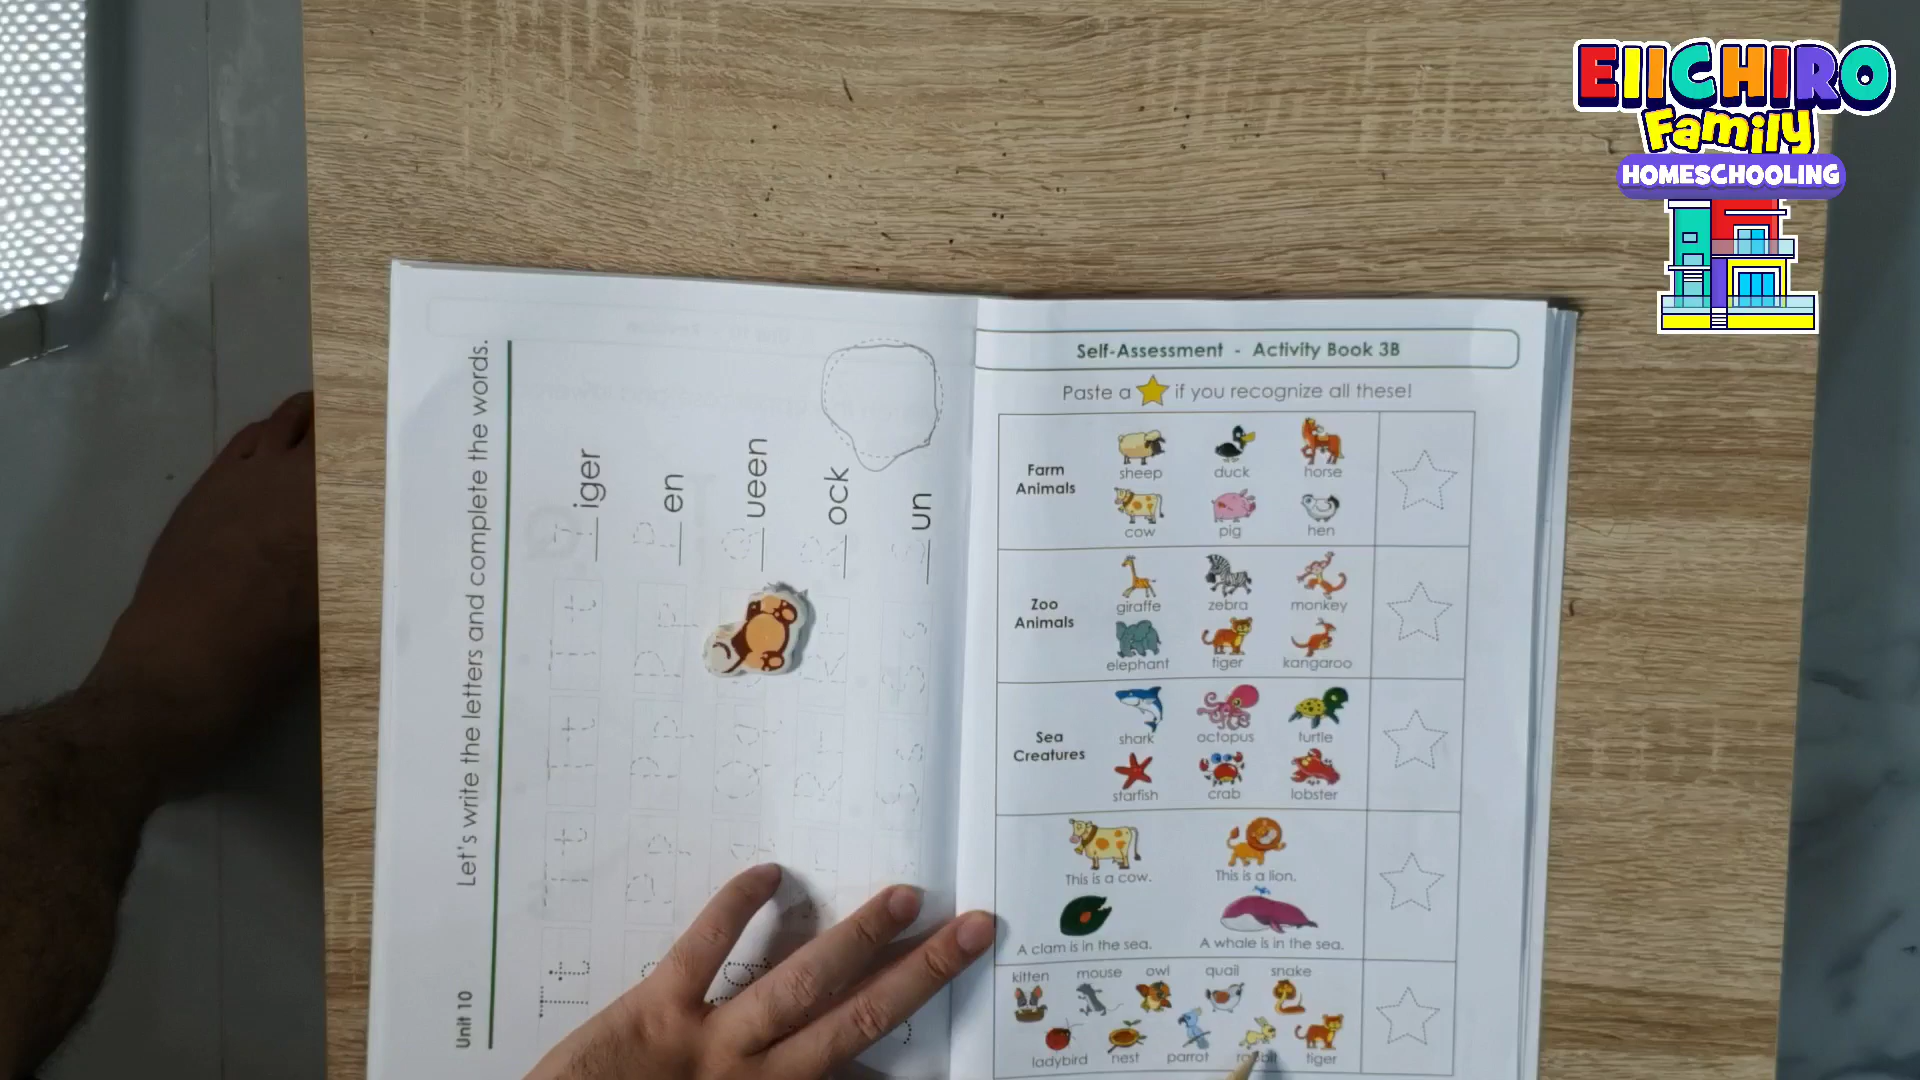 EIICHIRO
Family
HOMESCHOOLING
Unit 10 Let's write the letters and complete the words.
T t T t T t T t T iger
P p P p P p P en
Q q Q ueen
R r R r R ock
S s S s S un
Self-Assessment - Activity Book 3B
Paste a if you recognize all these!
Farm Animals
sheep duck horse
cow pig hen
Zoo Animals
giraffe zebra monkey
elephant tiger kangaroo
Sea Creatures
shark octopus turtle
starfish crab lobster
This is a cow. This is a lion.
A clam is in the sea. A whale is in the sea.
kitten mouse owl quail snake
ladybird nest parrot rabbit tiger